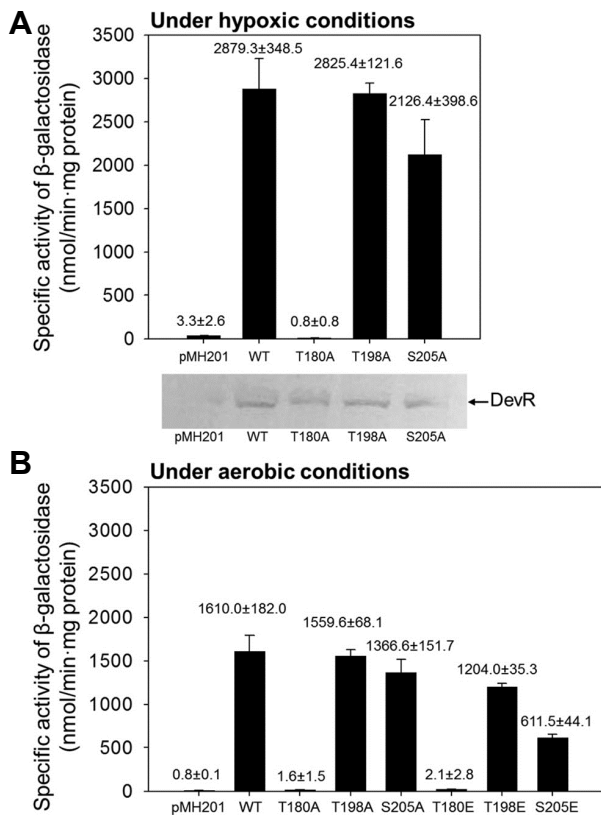 A
Under hypoxic conditions
Specific activity of β-galactosidase
(nmol/min·mg protein)
3500
3000
2500
2000
1500
1000
500
0
2879.3±348.5
2825.4±121.6
2126.4±398.6
3.3±2.6
0.8±0.8
pMH201 WT T180A T198A S205A
DevR
pMH201 WT T180A T198A S205A
B
Under aerobic conditions
Specific activity of β-galactosidase
(nmol/min·mg protein)
3500
3000
2500
2000
1500
1000
500
0
1610.0±182.0
1559.6±68.1
1366.6±151.7
1204.0±35.3
611.5±44.1
0.8±0.1
1.6±1.5
2.1±2.8
pMH201 WT T180A T198A S205A T180E T198E S205E